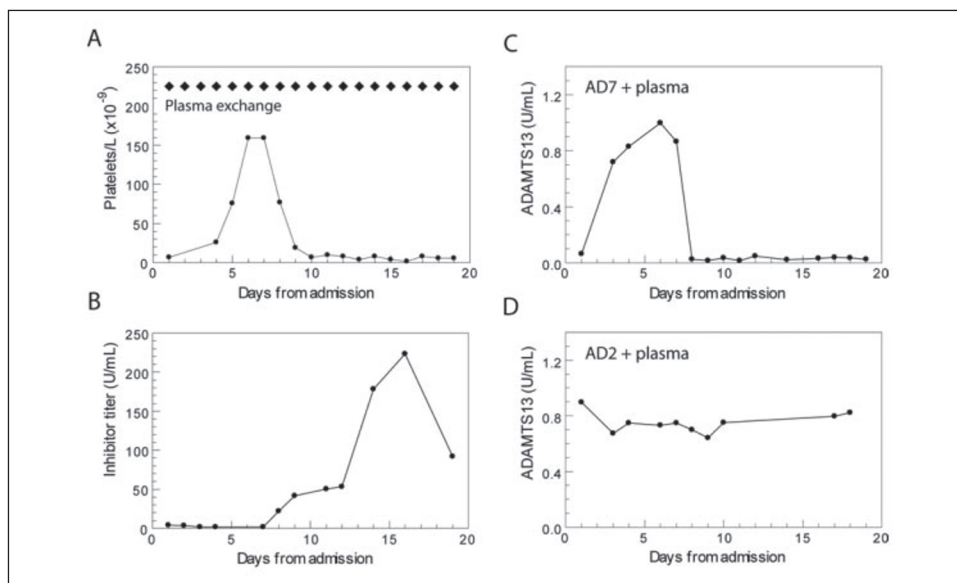 A
250
200
150
100
50
0
Platelets/L (x10⁻⁹)
Plasma exchange
0 5 10 15 20
Days from admission
B
250
200
150
100
50
0
Inhibitor titer (U/mL)
0 5 10 15 20
Days from admission
C
1.2
0.8
0.4
0.0
ADAMTS13 (U/mL)
AD7 + plasma
0 5 10 15 20
Days from admission
D
1.2
0.8
0.4
0.0
ADAMTS13 (U/mL)
AD2 + plasma
0 5 10 15 20
Days from admission